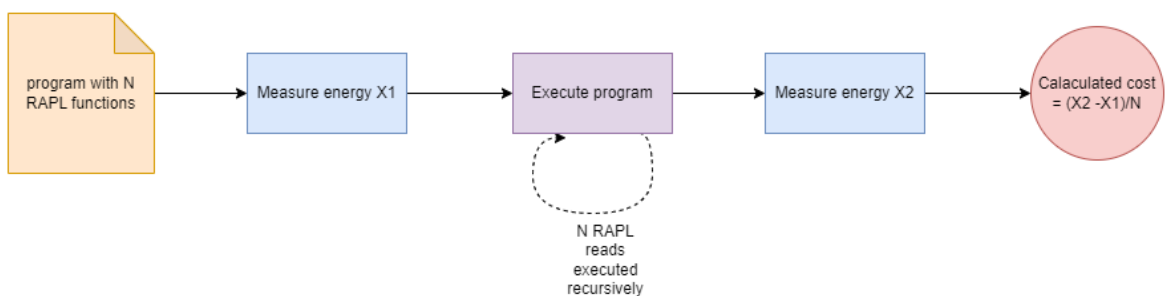 program with N
RAPL functions
Measure energy X1
Execute program
Measure energy X2
Calaculated cost
= (X2 -X1)/N
N RAPL
reads
executed
recursively